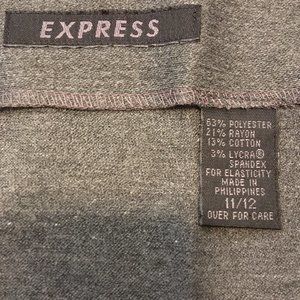 EXPRESS
63% POLYESTER
21% RAYON
13% COTTON
3% LYCRA®
SPANDEX
FOR ELASTICITY
MADE IN
PHILIPPINES
11/12
OVER FOR CARE